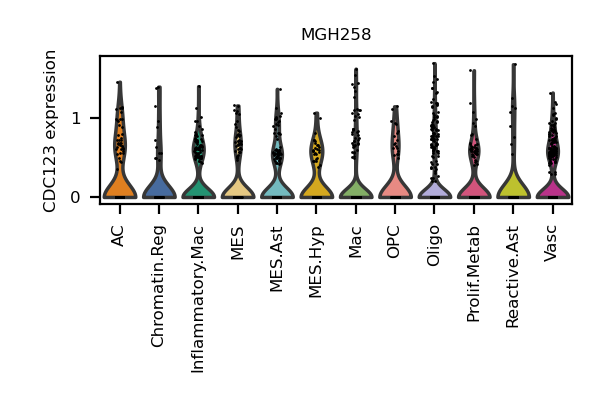 MGH258
CDC123 expression
1
0
AC
Chromatin.Reg
Inflammatory.Mac
MES
MES.Ast
MES.Hyp
Mac
OPC
Oligo
Prolif.Metab
Reactive.Ast
Vasc